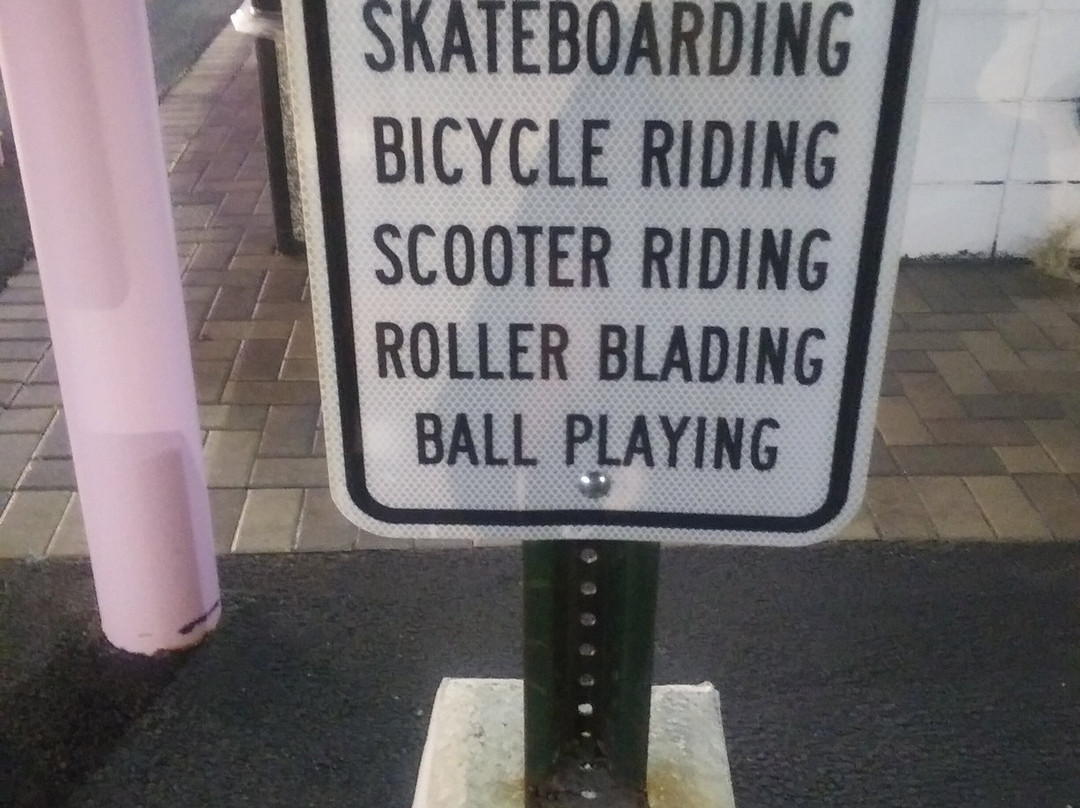 SKATEBOARDING
BICYCLE RIDING
SCOOTER RIDING
ROLLER BLADING
BALL PLAYING